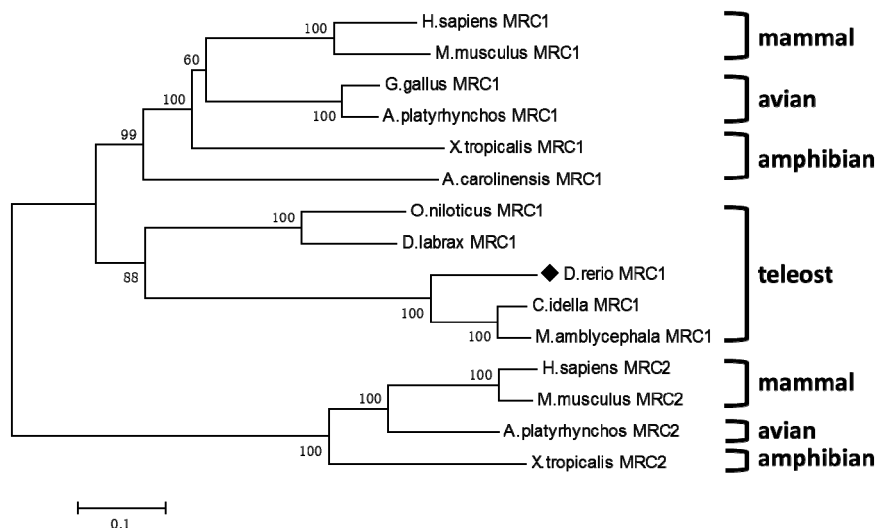 H.sapiens MRC1
100
mammal
M.musculus MRC1
60
G.gallus MRC1
avian
100
A.platyrhynchos MRC1
100
99
X.tropicalis MRC1
amphibian
A.carolinensis MRC1
O.niloticus MRC1
100
D.labrax MRC1
88
D.rerio MRC1
teleost
C.idella MRC1
100
100
M.amblycephala MRC1
H.sapiens MRC2
100
mammal
100
M.musculus MRC2
A.platyrhynchos MRC2
avian
100
X.tropicalis MRC2
amphibian
0.1